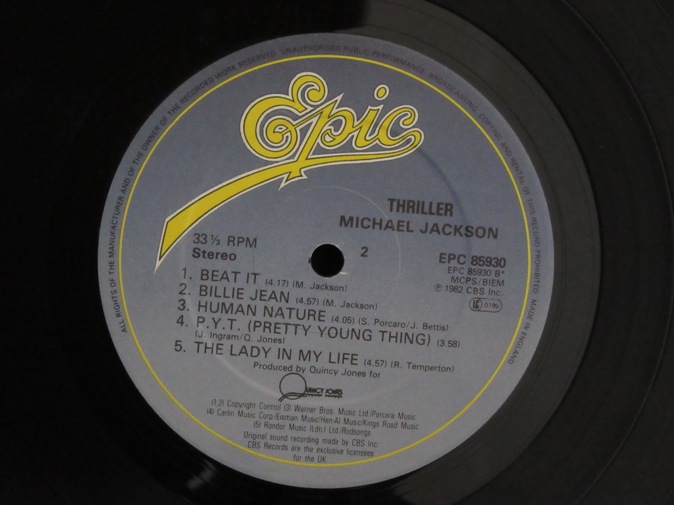 ALL RIGHTS OF THE MANUFACTURER AND OF THE OWNER OF THE RECORDED WORK RESERVED. UNAUTHORISED PUBLIC PERFORMANCE, BROADCASTING, COPYING AND RENTAL OF THIS RECORD PROHIBITED. MADE IN ENGLAND
Epic
THRILLER
MICHAEL JACKSON
33⅓ RPM
Stereo
2
EPC 85930
EPC 85930 B*
MCPS/BIEM
℗ 1982 CBS Inc.
1. BEAT IT (4.17) (M. Jackson)
2. BILLIE JEAN (4.57) (M. Jackson)
3. HUMAN NATURE (4.05) (S. Porcaro/J. Bettis)
4. P.Y.T. (PRETTY YOUNG THING) (3.58)
(J. Ingram/Q. Jones)
5. THE LADY IN MY LIFE (4.57) (R. Temperton)
Produced by Quincy Jones for
QUINCY JONES
(1,2) Copyright Control (3) Warner Bros. Music Ltd/Porcara Music
(4) Carlin Music Corp/Eisman Music/Hen-Al Music/Kings Road Music
(5) Rondor Music (Ldn.) Ltd/Rodsongs
Original sound recording made by CBS Inc.
CBS Records are the exclusive licensees
for the UK